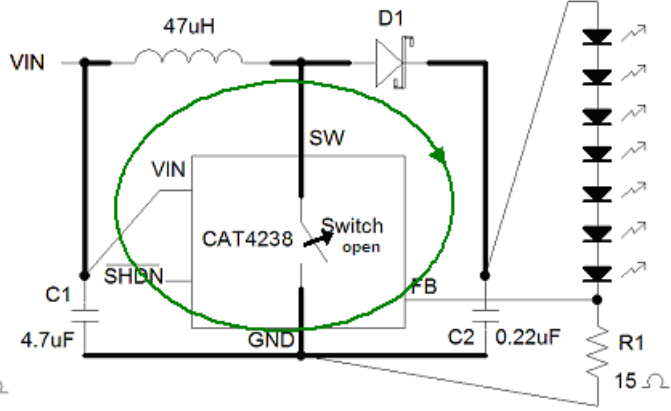 D1
47uH
VIN
SW
VIN
CAT4238
Switch
open
SHDN
FB
C1
4.7uF
GND
C2
0.22uF
R1
15 Ω
Ω